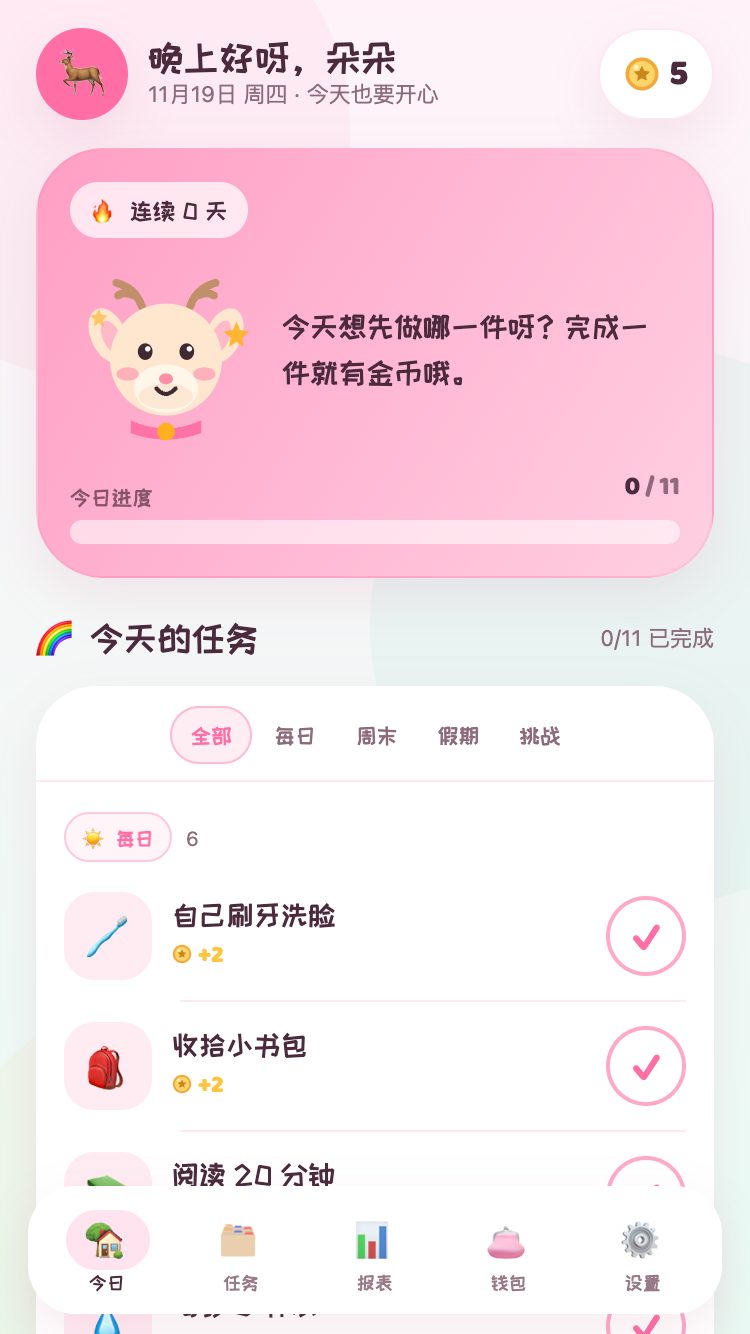 晚上好呀，朵朵
11月19日 周四 · 今天也要开心
5
连续 0 天
今天想先做哪一件呀？完成一
件就有金币哦。
今日进度
0 / 11
今天的任务
0/11 已完成
全部 每日 周末 假期 挑战
每日 6
自己刷牙洗脸
+2
收拾小书包
+2
阅读 20 分钟
今日 任务 报表 钱包 设置